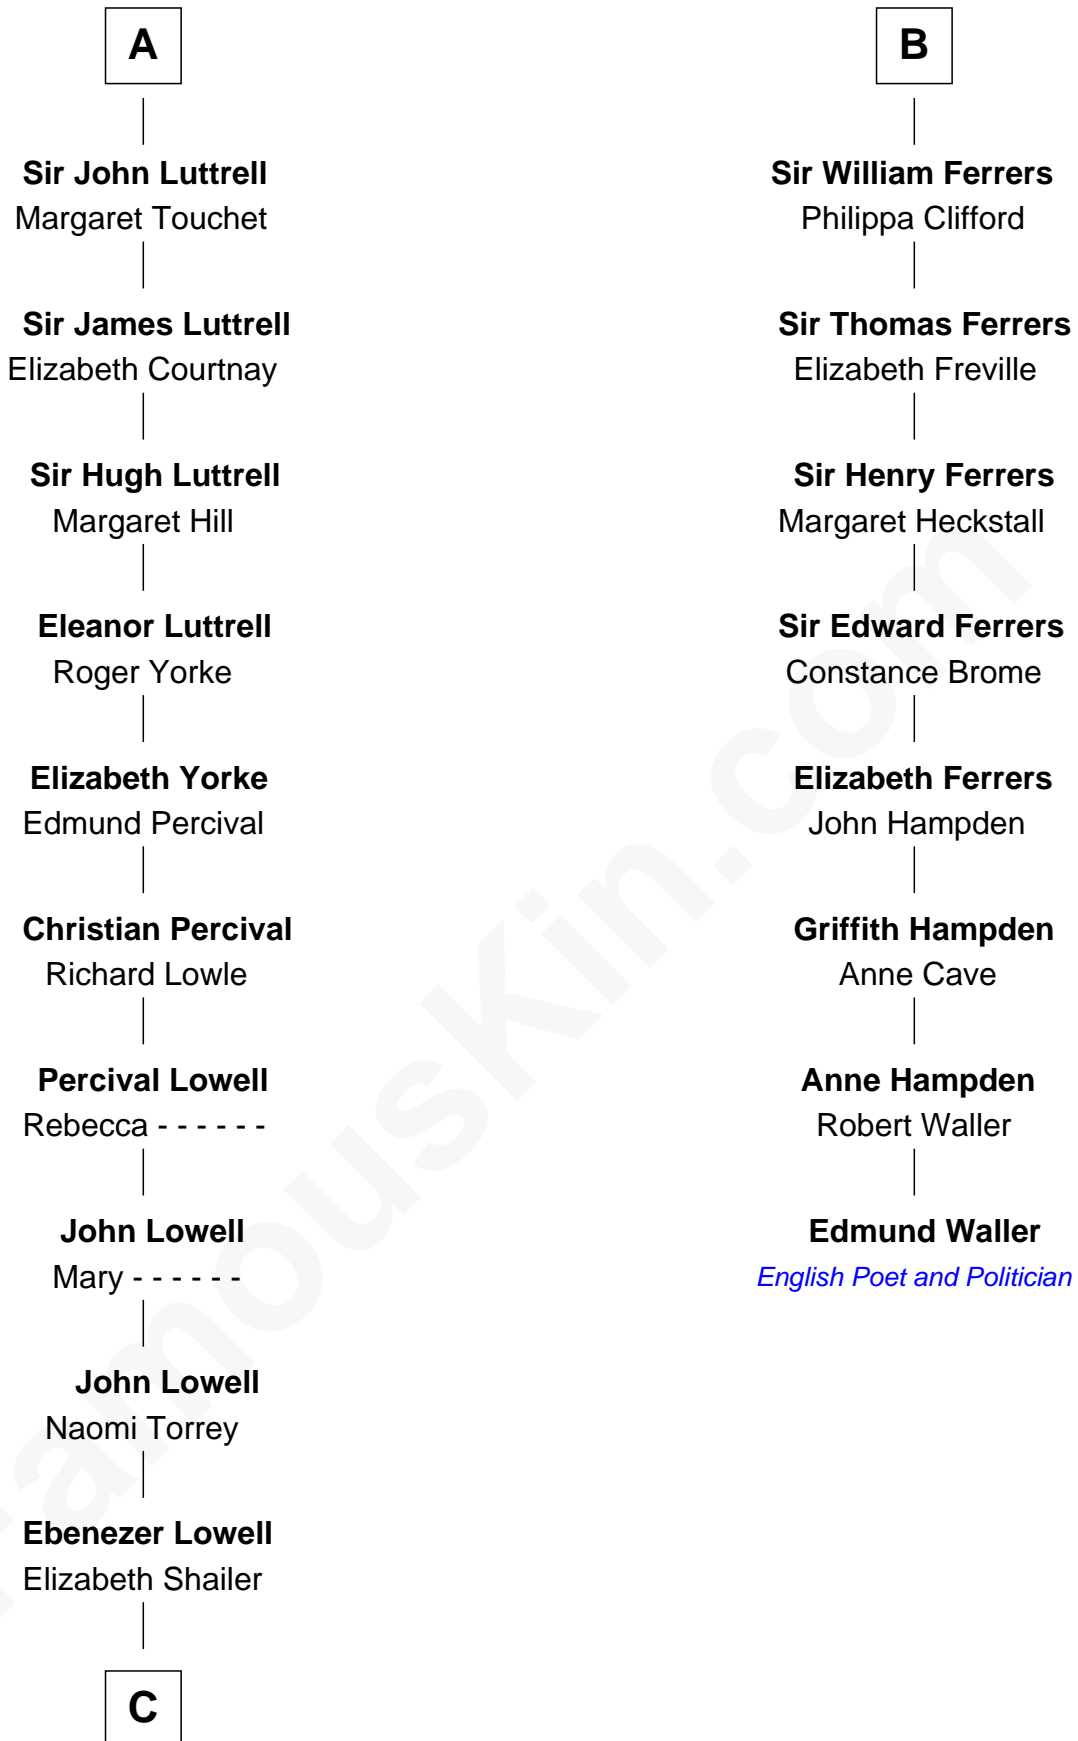 A
Sir John Luttrell
Margaret Touchet
Sir James Luttrell
Elizabeth Courtnay
Sir Hugh Luttrell
Margaret Hill
Eleanor Luttrell
Roger Yorke
Elizabeth Yorke
Edmund Percival
Christian Percival
Richard Lowle
Percival Lowell
Rebecca - - - - - -
John Lowell
Mary - - - - - -
John Lowell
Naomi Torrey
Ebenezer Lowell
Elizabeth Shailer
C
B
Sir William Ferrers
Philippa Clifford
Sir Thomas Ferrers
Elizabeth Freville
Sir Henry Ferrers
Margaret Heckstall
Sir Edward Ferrers
Constance Brome
Elizabeth Ferrers
John Hampden
Griffith Hampden
Anne Cave
Anne Hampden
Robert Waller
Edmund Waller
English Poet and Politician
FamousKin.com